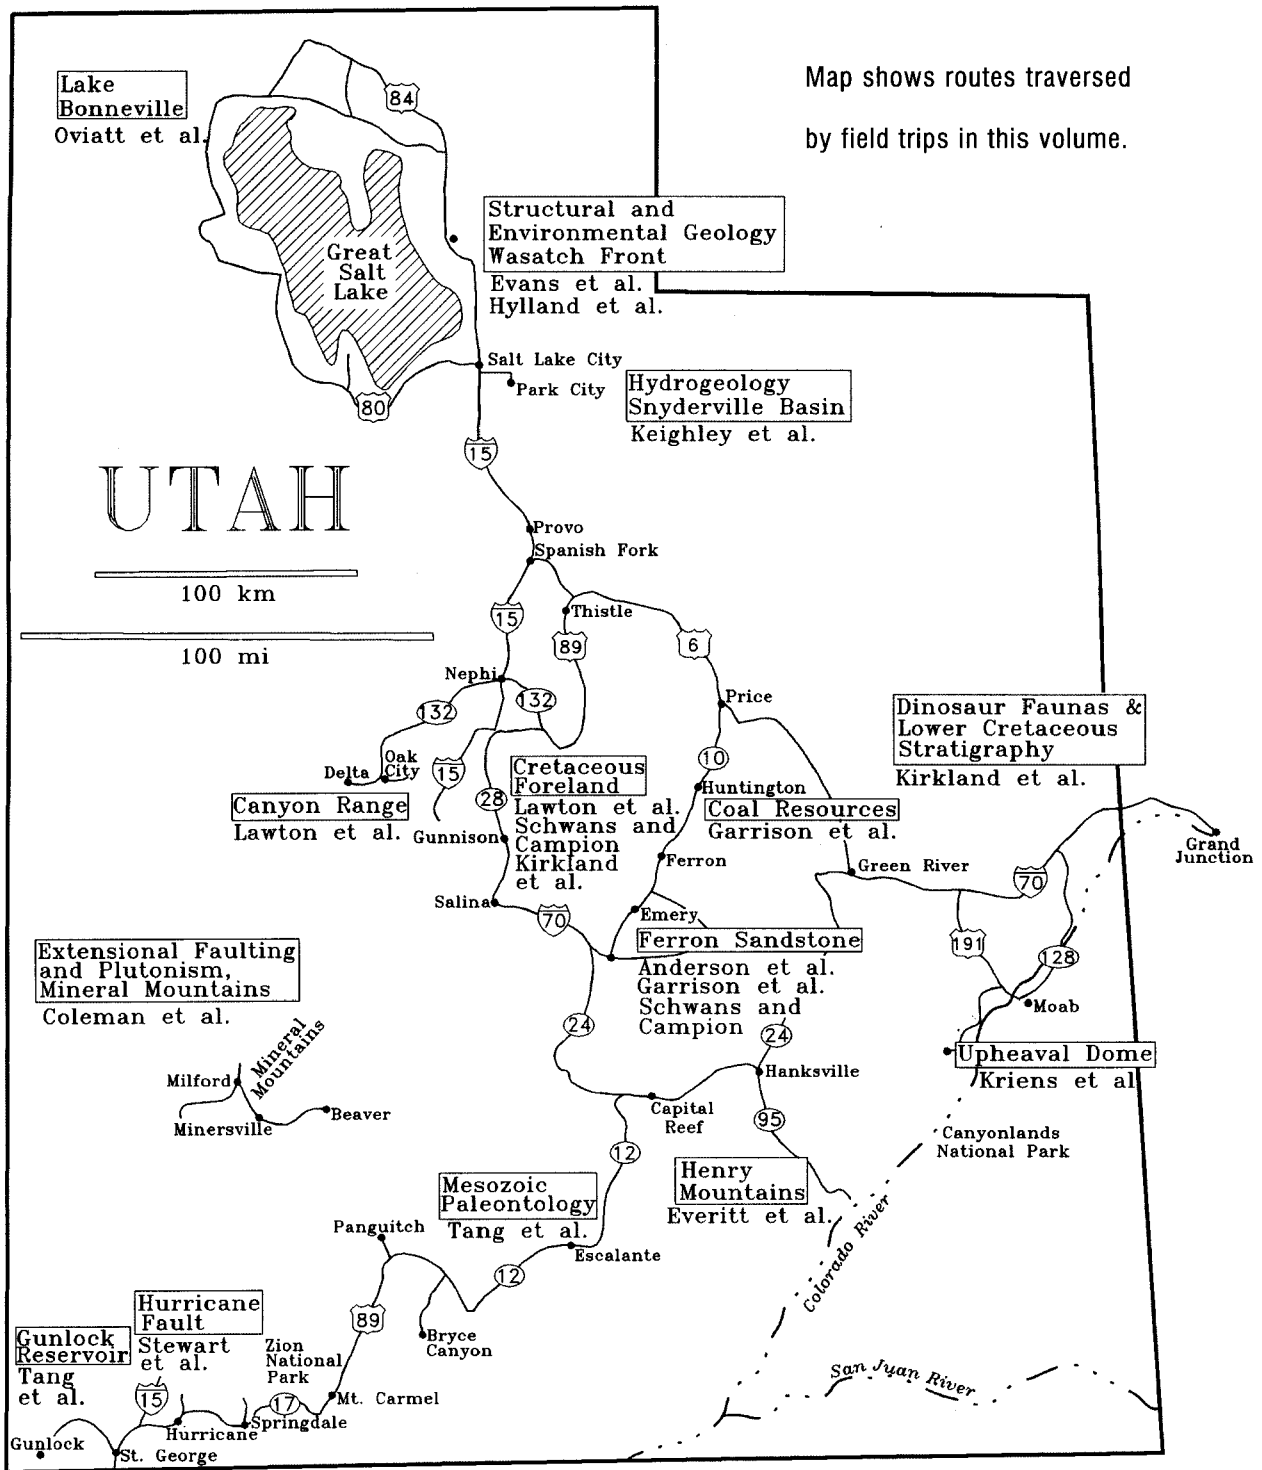 Map shows routes traversed
by field trips in this volume.
Lake
Bonneville
Oviatt et al.
84
Structural and
Environmental Geology
Wasatch Front
Evans et al.
Hylland et al.
Great
Salt
Lake
Salt Lake City
Park City
80
Hydrogeology
Snyderville Basin
Keighley et al.
15
UTAH
Provo
Spanish Fork
100 km
100 mi
15
Thistle
89
6
Nephi
132
132
Price
Dinosaur Faunas &
Lower Cretaceous
Stratigraphy
Kirkland et al.
Delta
Oak
City
15
10
Huntington
Canyon Range
Lawton et al.
28
Gunnison
Cretaceous
Foreland
Lawton et al.
Schwans and
Campion
Kirkland
et al.
Coal Resources
Garrison et al.
Ferron
Green River
70
Grand
Junction
Salina
70
Emery
Ferron Sandstone
Anderson et al.
Garrison et al.
Schwans and
Campion
191
128
Moab
Extensional Faulting
and Plutonism,
Mineral Mountains
Coleman et al.
24
24
Upheaval Dome
Kriens et al
Mineral
Mountains
Milford
Minersville
Beaver
Hanksville
Capital
Reef
95
Canyonlands
National Park
12
Mesozoic
Paleontology
Tang et al.
Henry
Mountains
Everitt et al.
Colorado River
Panguitch
Escalante
12
89
Bryce
Canyon
Hurricane
Fault
Stewart
et al.
Gunlock
Reservoir
Tang
et al.
Zion
National
Park
15
17
Mt. Carmel
Springdale
Hurricane
Gunlock
St. George
San Juan River